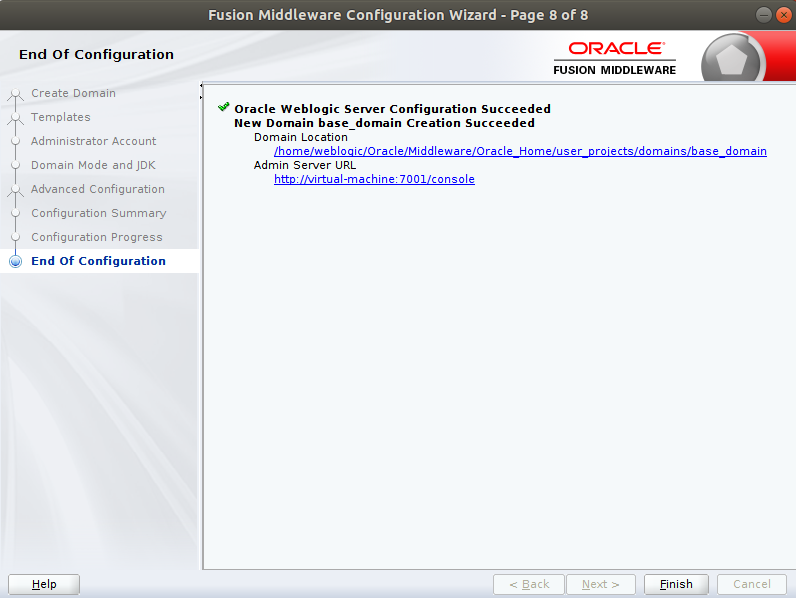 Fusion Middleware Configuration Wizard - Page 8 of 8
End Of Configuration
ORACLE®
FUSION MIDDLEWARE
Create Domain
Templates
Administrator Account
Domain Mode and JDK
Advanced Configuration
Configuration Summary
Configuration Progress
End Of Configuration
Oracle Weblogic Server Configuration Succeeded
New Domain base_domain Creation Succeeded
Domain Location
/home/weblogic/Oracle/Middleware/Oracle_Home/user_projects/domains/base_domain
Admin Server URL
http://virtual-machine:7001/console
Help
< Back
Next >
Finish
Cancel